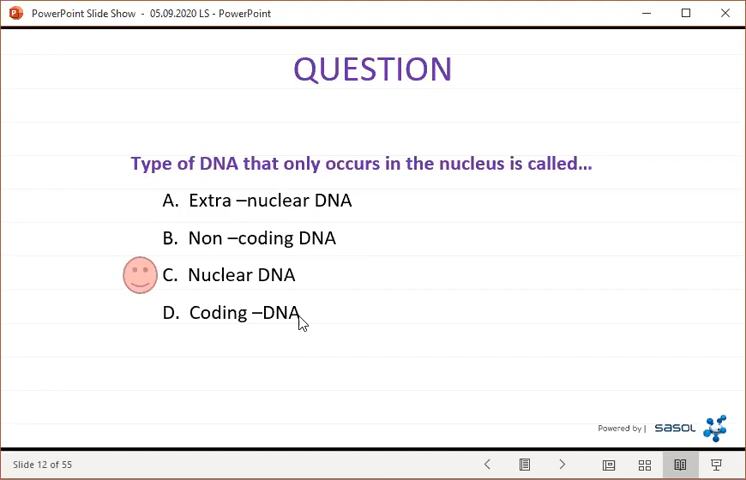 PowerPoint Slide Show - 05.09.2020 LS - PowerPoint
QUESTION
Type of DNA that only occurs in the nucleus is called…
A. Extra –nuclear DNA
B. Non –coding DNA
C. Nuclear DNA
D. Coding –DNA
Powered by | sasol
Slide 12 of 55